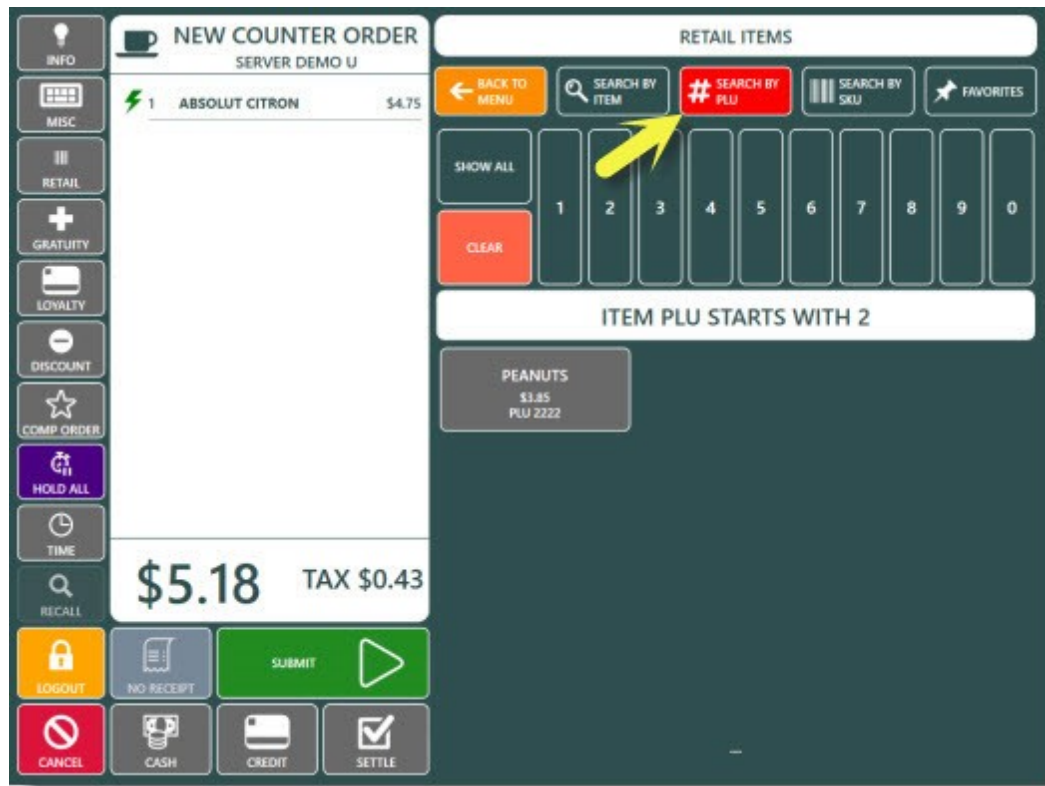 INFO
MISC
RETAIL
GRATUITY
LOYALTY
DISCOUNT
COMP ORDER
HOLD ALL
TIME
RECALL
LOGOUT
CANCEL
NEW COUNTER ORDER
SERVER DEMO U
1 ABSOLUT CITRON $4.75
$5.18 TAX $0.43
NO RECEIPT
SUBMIT
CASH
CREDIT
SETTLE
RETAIL ITEMS
BACK TO
MENU
SEARCH BY
ITEM
# SEARCH BY
PLU
SEARCH BY
SKU
FAVORITES
SHOW ALL
CLEAR
1 2 3 4 5 6 7 8 9 0
ITEM PLU STARTS WITH 2
PEANUTS
$3.85
PLU 2222